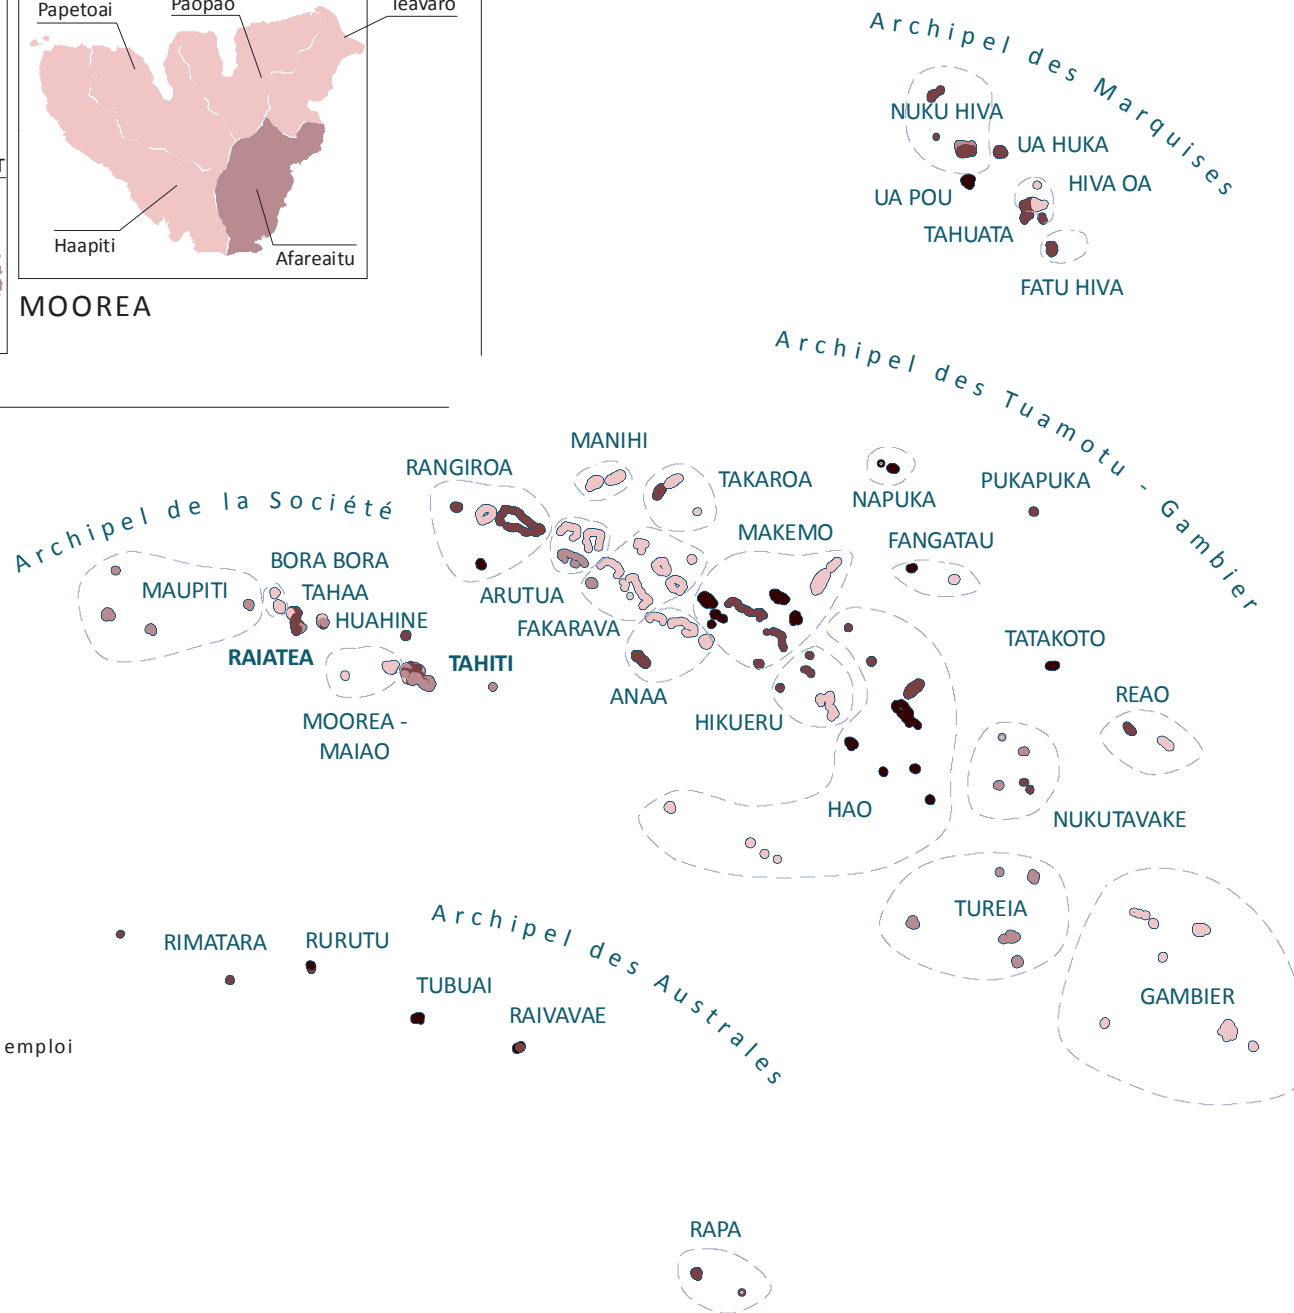 Papetoai
Paopao
Teavaro
Haapiti
Afareaitu
MOOREA
Archipel des Marquises
NUKU HIVA
UA HUKA
UA POU
HIVA OA
TAHUATA
FATU HIVA
Archipel des Tuamotu - Gambier
MANIHI
RANGIROA
TAKAROA
NAPUKA
PUKAPUKA
Archipel de la Société
MAKEMO
FANGATAU
BORA BORA
MAUPITI
TAHAA
ARUTUA
HUAHINE
FAKARAVA
TATAKOTO
RAIATEA
TAHITI
ANAA
REAO
MOOREA -
MAIAO
HIKUERU
HAO
NUKUTAVAKE
Archipel des Australes
TUREIA
RIMATARA
RURUTU
TUBUAI
GAMBIER
RAIVAVAE
emploi
RAPA